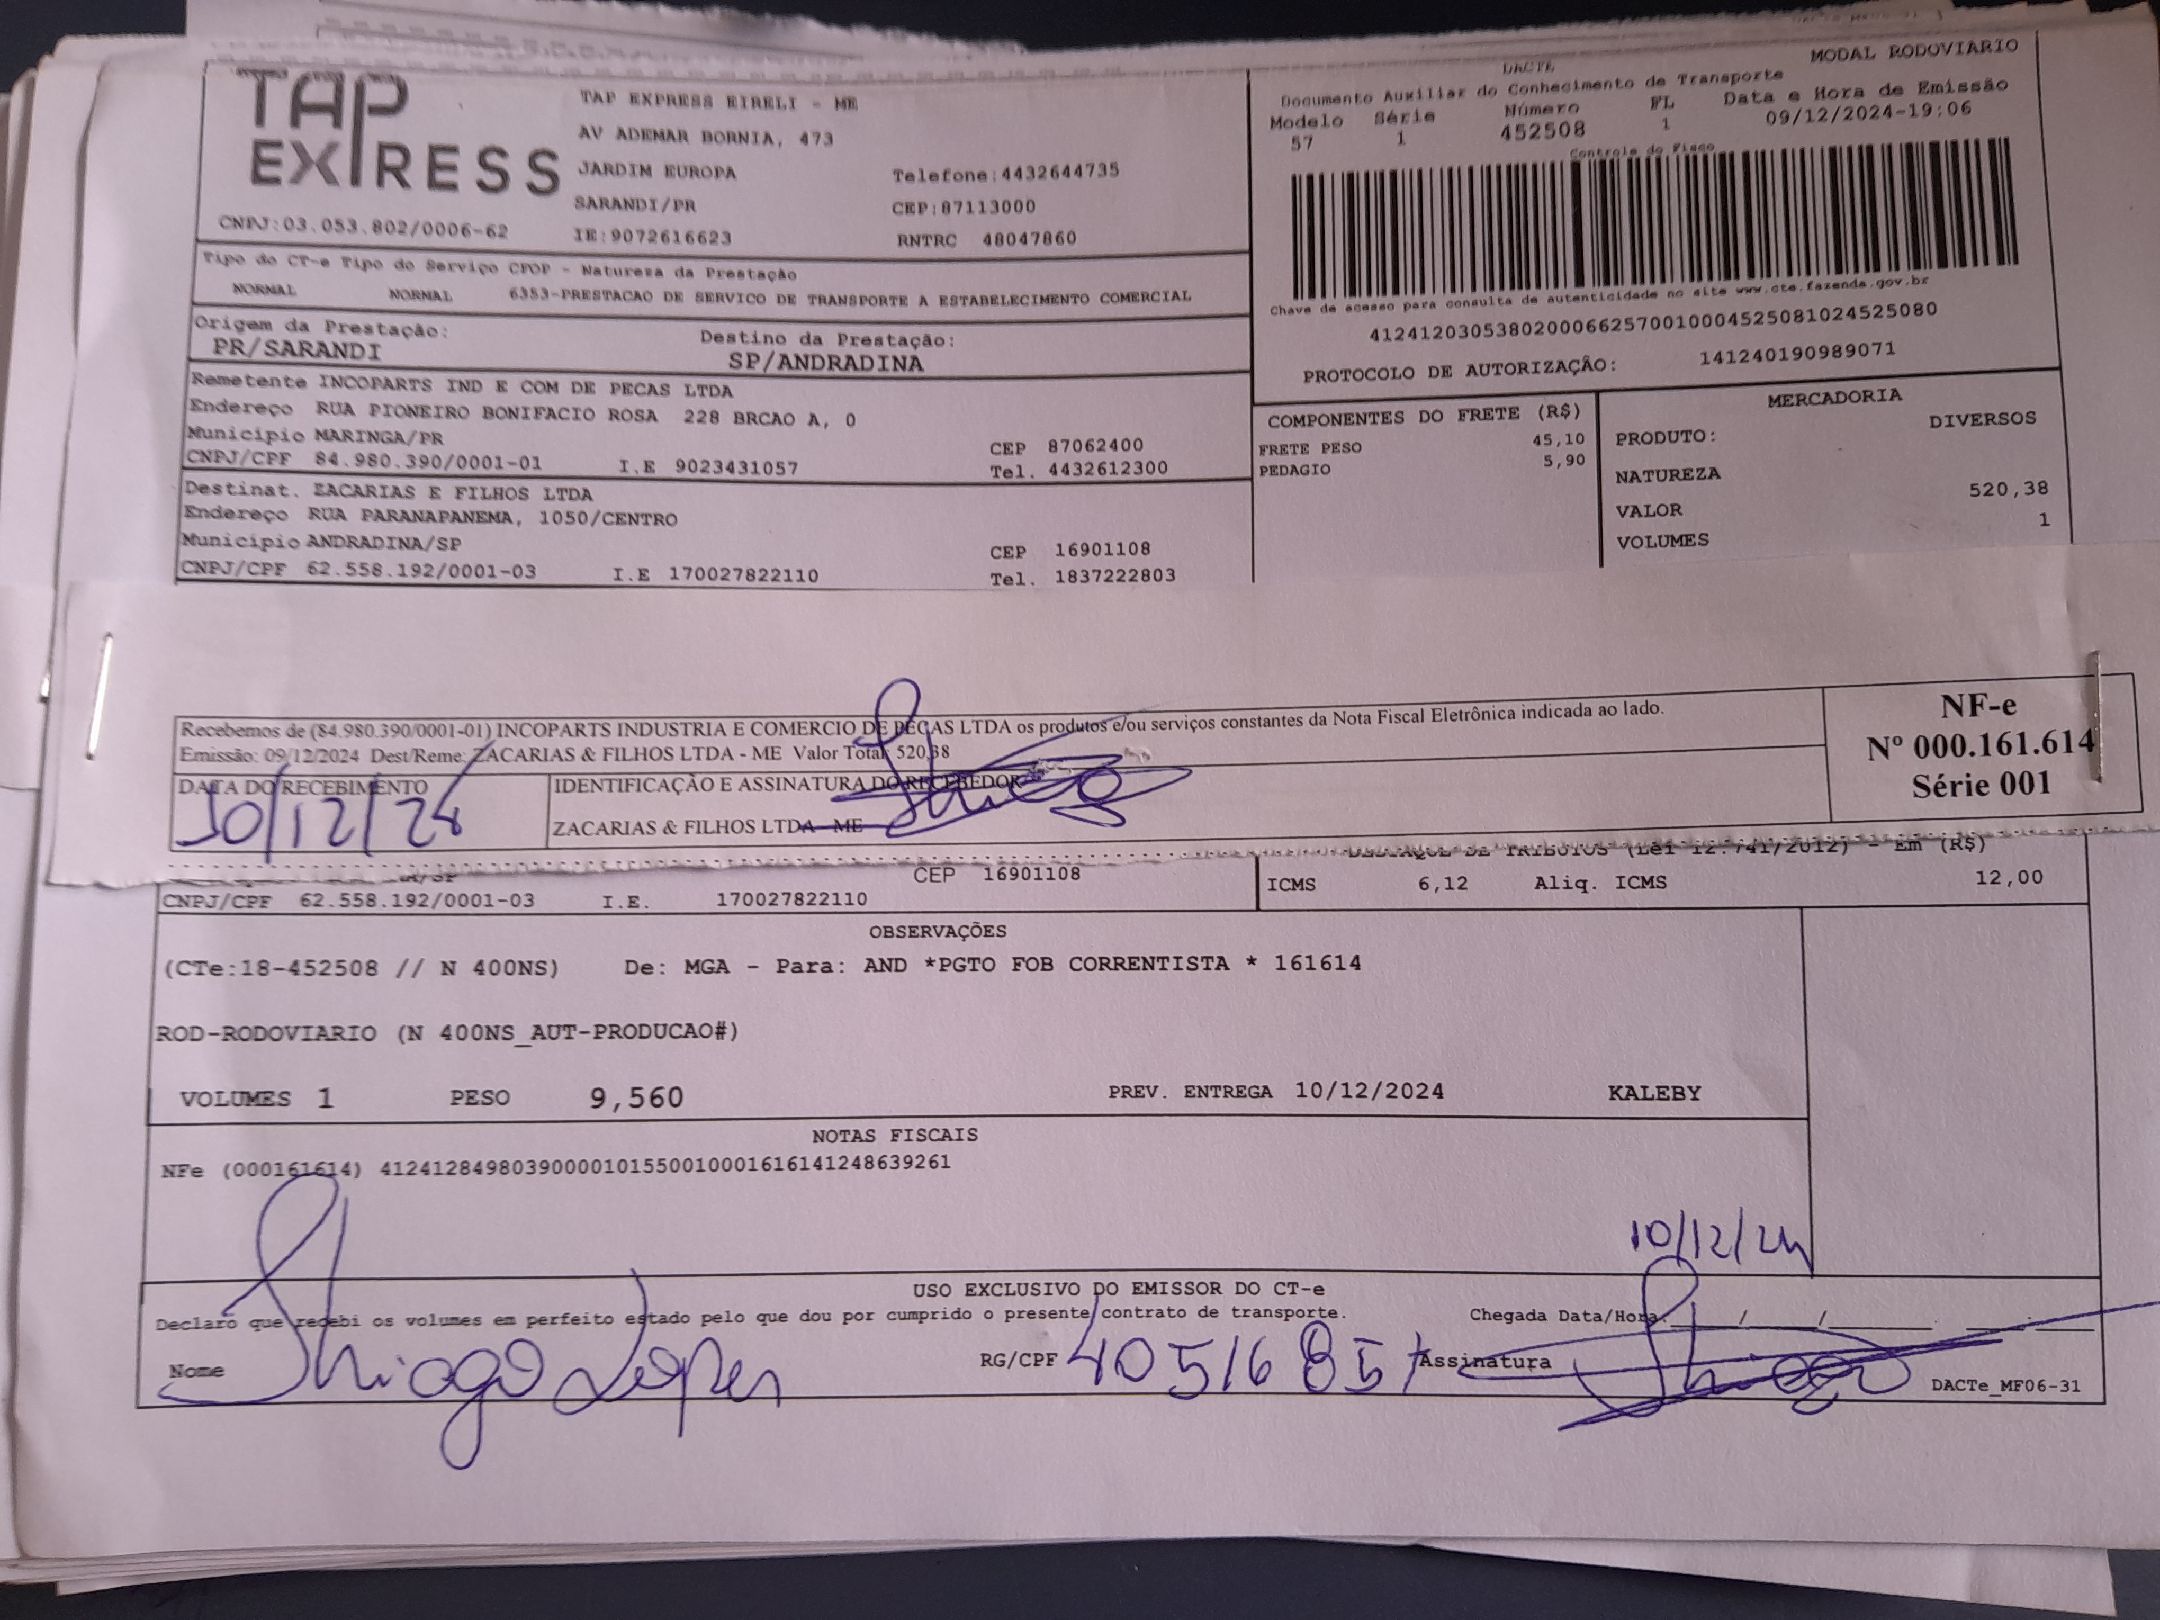 TAP EXPRESS
TAP EXPRESS EIRELI - ME
AV ADEMAR BORNIA, 473
JARDIM EUROPA Telefone:4432644735
SARANDI/PR CEP:87113000
CNPJ:03.053.802/0006-62 IE:9072616623 RNTRC 48047860
DACTE MODAL RODOVIÁRIO
Documento Auxiliar do Conhecimento de Transporte
Modelo Série Número FL Data e Hora de Emissão
57 1 452508 1 09/12/2024-19:06
Controle do Fisco
Chave de acesso para consulta de autenticidade no site www.cte.fazenda.gov.br
41241203053802000662570010004525081024525080
PROTOCOLO DE AUTORIZAÇÃO: 141240190989071
Tipo do CT-e Tipo do Serviço CFOP - Natureza da Prestação
NORMAL NORMAL 6353-PRESTACAO DE SERVICO DE TRANSPORTE A ESTABELECIMENTO COMERCIAL
Origem da Prestação: Destino da Prestação:
PR/SARANDI SP/ANDRADINA
Remetente INCOPARTS IND E COM DE PECAS LTDA
Endereço RUA PIONEIRO BONIFACIO ROSA 228 BRCAO A, 0
Município MARINGA/PR CEP 87062400
CNPJ/CPF 84.980.390/0001-01 I.E 9023431057 Tel. 4432612300
Destinat. ZACARIAS E FILHOS LTDA
Endereço RUA PARANAPANEMA, 1050/CENTRO
Município ANDRADINA/SP CEP 16901108
CNPJ/CPF 62.558.192/0001-03 I.E 170027822110 Tel. 1837222803
COMPONENTES DO FRETE (R$)
FRETE PESO 45,10
PEDAGIO 5,90
MERCADORIA
PRODUTO: DIVERSOS
NATUREZA
VALOR 520,38
VOLUMES 1
Recebemos de (84.980.390/0001-01) INCOPARTS INDUSTRIA E COMERCIO DE PECAS LTDA os produtos e/ou serviços constantes da Nota Fiscal Eletrônica indicada ao lado.
Emissão: 09/12/2024 Dest/Reme: ZACARIAS & FILHOS LTDA - ME Valor Total: 520,38
DATA DO RECEBIMENTO IDENTIFICAÇÃO E ASSINATURA DO RECEBEDOR
10/12/24 ZACARIAS & FILHOS LTDA - ME
NF-e
Nº 000.161.614
Série 001
DESTAQUE DE TRIBUTOS (Lei 12.741/2012) - Em (R$)
CEP 16901108
ICMS 6,12 Aliq. ICMS 12,00
CNPJ/CPF 62.558.192/0001-03 I.E. 170027822110
OBSERVAÇÕES
(CTe:18-452508 // N 400NS) De: MGA - Para: AND *PGTO FOB CORRENTISTA * 161614
ROD-RODOVIARIO (N 400NS_AUT-PRODUCAO#)
VOLUMES 1 PESO 9,560 PREV. ENTREGA 10/12/2024 KALEBY
NOTAS FISCAIS
NFe (000161614) 41241284980390000101550010001616141248639261
10/12/24
USO EXCLUSIVO DO EMISSOR DO CT-e
Declaro que recebi os volumes em perfeito estado pelo que dou por cumprido o presente contrato de transporte. Chegada Data/Hora: ____/____/____ ___:___
Nome Thiago Lopes RG/CPF Assinatura Thiago
DACTe_MF06-31